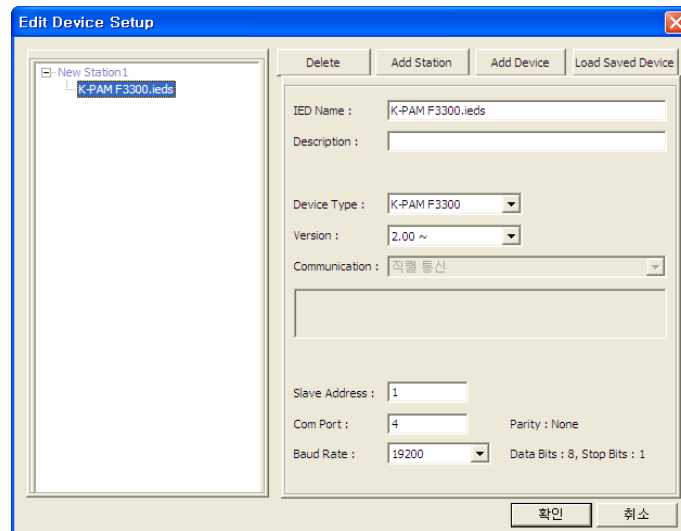 Edit Device Setup
New Station1
K-PAM F3300.ieds
Delete
Add Station
Add Device
Load Saved Device
IED Name :
K-PAM F3300.ieds
Description :
Device Type :
K-PAM F3300
Version :
2.00 ~
Communication :
직렬 통신
Slave Address :
1
Com Port :
4
Parity : None
Baud Rate :
19200
Data Bits : 8, Stop Bits : 1
확인
취소